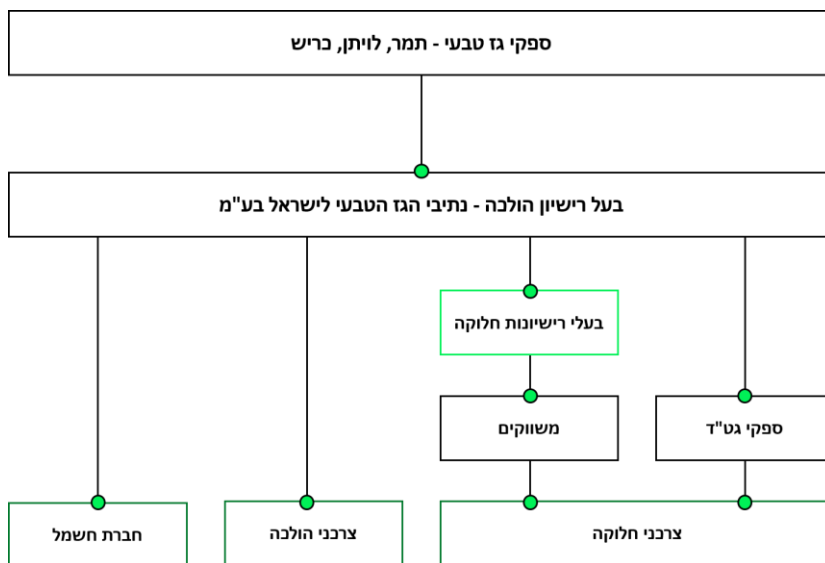 ספקי גז טבעי - תמר, לויתן, כריש
בעל רישיון הולכה - נתיבי הגז הטבעי לישראל בע"מ
בעלי רישיונות חלוקה
משווקים
ספקי גט"ד
חברת חשמל
צרכני הולכה
צרכני חלוקה